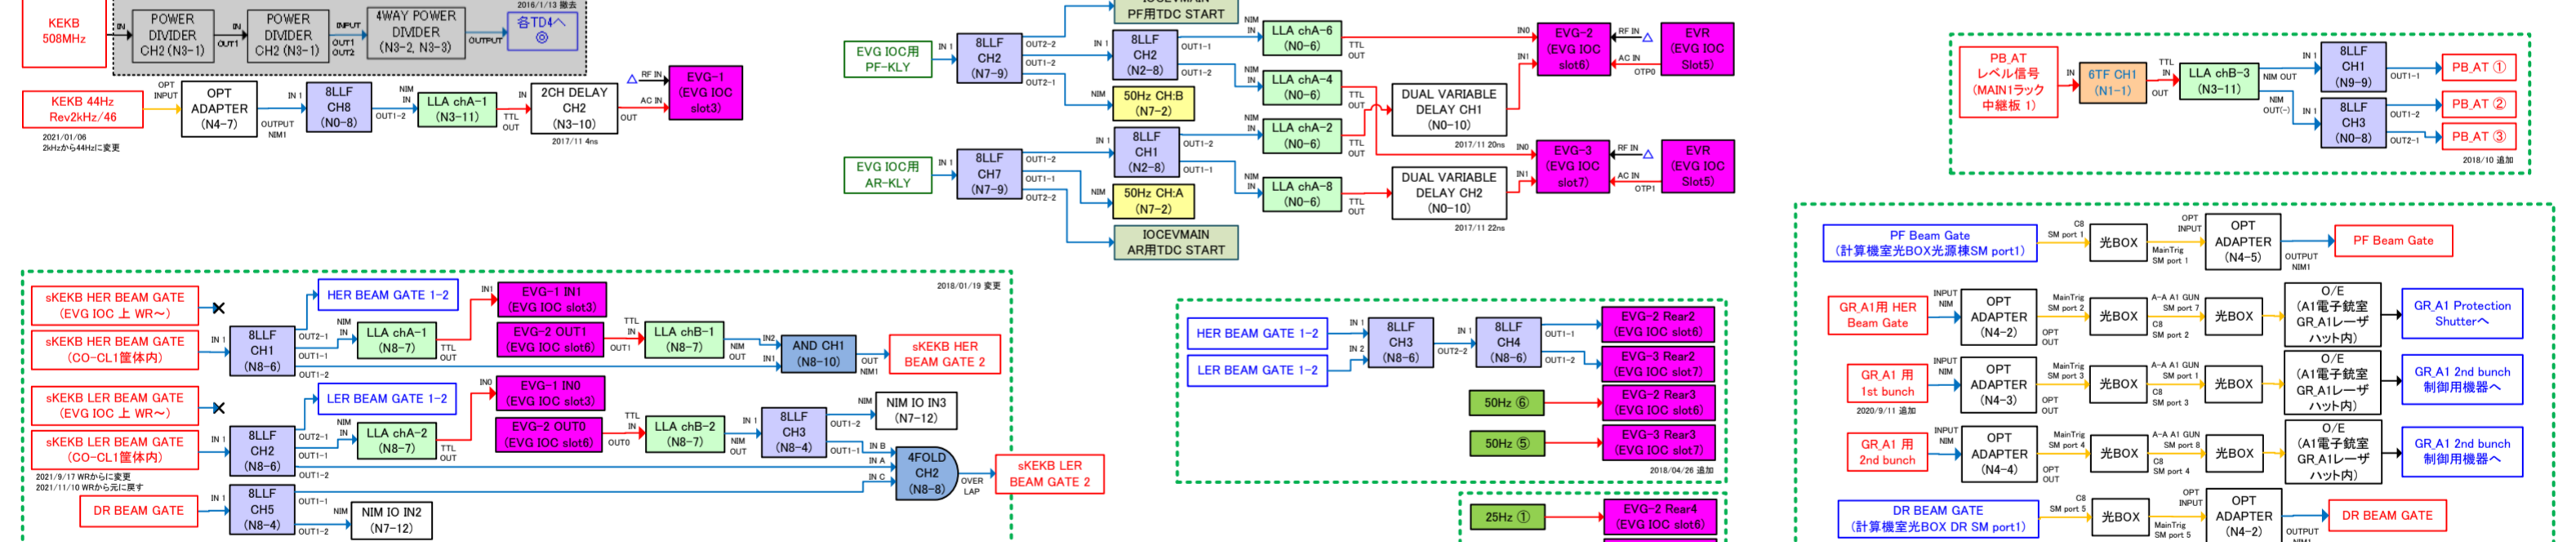 2016/1/13 撤去
KEKB
508MHz
IN
POWER
DIVIDER
CH2 (N3-1)
IN
OUT1
POWER
DIVIDER
CH2 (N3-1)
INPUT
OUT1
OUT2
4WAY POWER
DIVIDER
(N3-2, N3-3)
OUTPUT
各TD4へ
◎
KEKB 44Hz
Rev2kHz/46
2021/01/06
2kHzから44Hzに変更
OPT
INPUT
OPT
ADAPTER
(N4-7)
OUTPUT
NIM1
IN 1
8LLF
CH8
(N0-8)
OUT1-2
NIM
IN
LLA chA-1
(N3-11)
TTL
OUT
IN
2CH DELAY
CH2
(N3-10)
2017/11 4ns
OUT
△ RF IN
AC IN
EVG-1
(EVG IOC
slot3)
EVG IOC用
PF-KLY
IN 1
8LLF
CH2
(N7-9)
OUT2-2
OUT1-2
OUT2-1
PF用TDC START
IN 1
8LLF
CH2
(N2-8)
OUT1-1
OUT1-2
NIM
50Hz CH:B
(N7-2)
NIM
IN
LLA chA-6
(N0-6)
TTL
OUT
NIM
IN
LLA chA-4
(N0-6)
TTL
OUT
EVG IOC用
AR-KLY
IN 1
8LLF
CH7
(N7-9)
OUT1-2
OUT1-1
OUT2-2
IN 1
8LLF
CH1
(N2-8)
OUT1-2
OUT1-1
NIM
50Hz CH:A
(N7-2)
IOCEVMAIN
AR用TDC START
NIM
IN
LLA chA-2
(N0-6)
TTL
OUT
NIM
IN
LLA chA-8
(N0-6)
TTL
OUT
DUAL VARIABLE
DELAY CH1
(N0-10)
2017/11 20ns
DUAL VARIABLE
DELAY CH2
(N0-10)
2017/11 22ns
IN0
IN1
EVG-2
(EVG IOC
slot6)
RF IN △
AC IN
OTP0
EVR
(EVG IOC
Slot5)
IN0
IN1
EVG-3
(EVG IOC
slot7)
RF IN △
AC IN
OTP1
EVR
(EVG IOC
Slot5)
PB_AT
レベル信号
(MAIN1ラック
中継板 1)
IN
6TF CH1
(N1-1)
TTL
IN
OUT
LLA chB-3
(N3-11)
NIM OUT
NIM
OUT(-)
IN 1
8LLF
CH1
(N9-9)
OUT1-1
PB_AT ①
IN 1
8LLF
CH3
(N0-8)
OUT1-2
OUT2-1
PB_AT ②
PB_AT ③
2018/10 追加
2018/01/19 変更
sKEKB HER BEAM GATE
(EVG IOC 上 WR～)
sKEKB HER BEAM GATE
(CO-CL1筐体内)
IN 1
8LLF
CH1
(N8-6)
OUT2-1
OUT1-1
OUT1-2
HER BEAM GATE 1-2
NIM
IN
LLA chA-1
(N8-7)
TTL
OUT
IN1
EVG-1 IN1
(EVG IOC slot3)
EVG-2 OUT1
(EVG IOC slot6)
TTL
IN
OUT1
LLA chB-1
(N8-7)
NIM
OUT
IN2
IN1
AND CH1
(N8-10)
OUT
NIM1
sKEKB HER
BEAM GATE 2
sKEKB LER BEAM GATE
(EVG IOC 上 WR～)
sKEKB LER BEAM GATE
(CO-CL1筐体内)
2021/9/17 WRからに変更
2021/11/10 WRから元に戻す
IN 1
8LLF
CH2
(N8-6)
OUT2-1
OUT1-1
OUT1-2
LER BEAM GATE 1-2
NIM
IN
LLA chA-2
(N8-7)
TTL
OUT
IN0
EVG-1 IN0
(EVG IOC slot3)
EVG-2 OUT0
(EVG IOC slot6)
TTL
IN
OUT0
LLA chB-2
(N8-7)
NIM
OUT
IN 1
8LLF
CH3
(N8-4)
OUT1-2
OUT1-1
NIM
NIM IO IN3
(N7-12)
IN B
IN A
IN C
4FOLD
CH2
(N8-8)
OVER
LAP
sKEKB LER
BEAM GATE 2
DR BEAM GATE
IN 1
8LLF
CH5
(N8-4)
OUT1-1
OUT1-2
NIM
NIM IO IN2
(N7-12)
HER BEAM GATE 1-2
LER BEAM GATE 1-2
IN 1
IN 2
8LLF
CH3
(N8-6)
OUT2-2
IN 1
8LLF
CH4
(N8-6)
OUT1-1
OUT1-2
EVG-2 Rear2
(EVG IOC slot6)
EVG-3 Rear2
(EVG IOC slot7)
50Hz ⑥
EVG-2 Rear3
(EVG IOC slot6)
50Hz ⑤
EVG-3 Rear3
(EVG IOC slot7)
2018/04/26 追加
25Hz ①
EVG-2 Rear4
(EVG IOC slot6)
PF Beam Gate
(計算機室光BOX光源棟SM port1)
C8
SM port 1
光BOX
MainTrig
SM port 1
OPT
INPUT
OPT
ADAPTER
(N4-5)
OUTPUT
NIM1
PF Beam Gate
GR_A1用 HER
Beam Gate
INPUT
NIM
OPT
ADAPTER
(N4-2)
OPT
OUT
MainTrig
SM port 2
光BOX
A-A A1 GUN
SM port 7
C8
SM port 2
光BOX
O/E
(A1電子銃室
GR_A1レーザ
ハット内)
GR_A1 Protection
Shutterへ
GR_A1 用
1st bunch
2020/9/11 追加
INPUT
NIM
OPT
ADAPTER
(N4-3)
OPT
OUT
MainTrig
SM port 3
光BOX
A-A A1 GUN
SM port 1
C8
SM port 3
光BOX
O/E
(A1電子銃室
GR_A1レーザ
ハット内)
GR_A1 2nd bunch
制御用機器へ
GR_A1 用
2nd bunch
INPUT
NIM
OPT
ADAPTER
(N4-4)
OPT
OUT
MainTrig
SM port 4
光BOX
A-A A1 GUN
SM port 8
C8
SM port 4
光BOX
O/E
(A1電子銃室
GR_A1レーザ
ハット内)
GR_A1 2nd bunch
制御用機器へ
DR BEAM GATE
(計算機室光BOX DR SM port1)
C8
SM port 5
光BOX
MainTrig
SM port 5
OPT
INPUT
OPT
ADAPTER
(N4-2)
OUTPUT
DR BEAM GATE